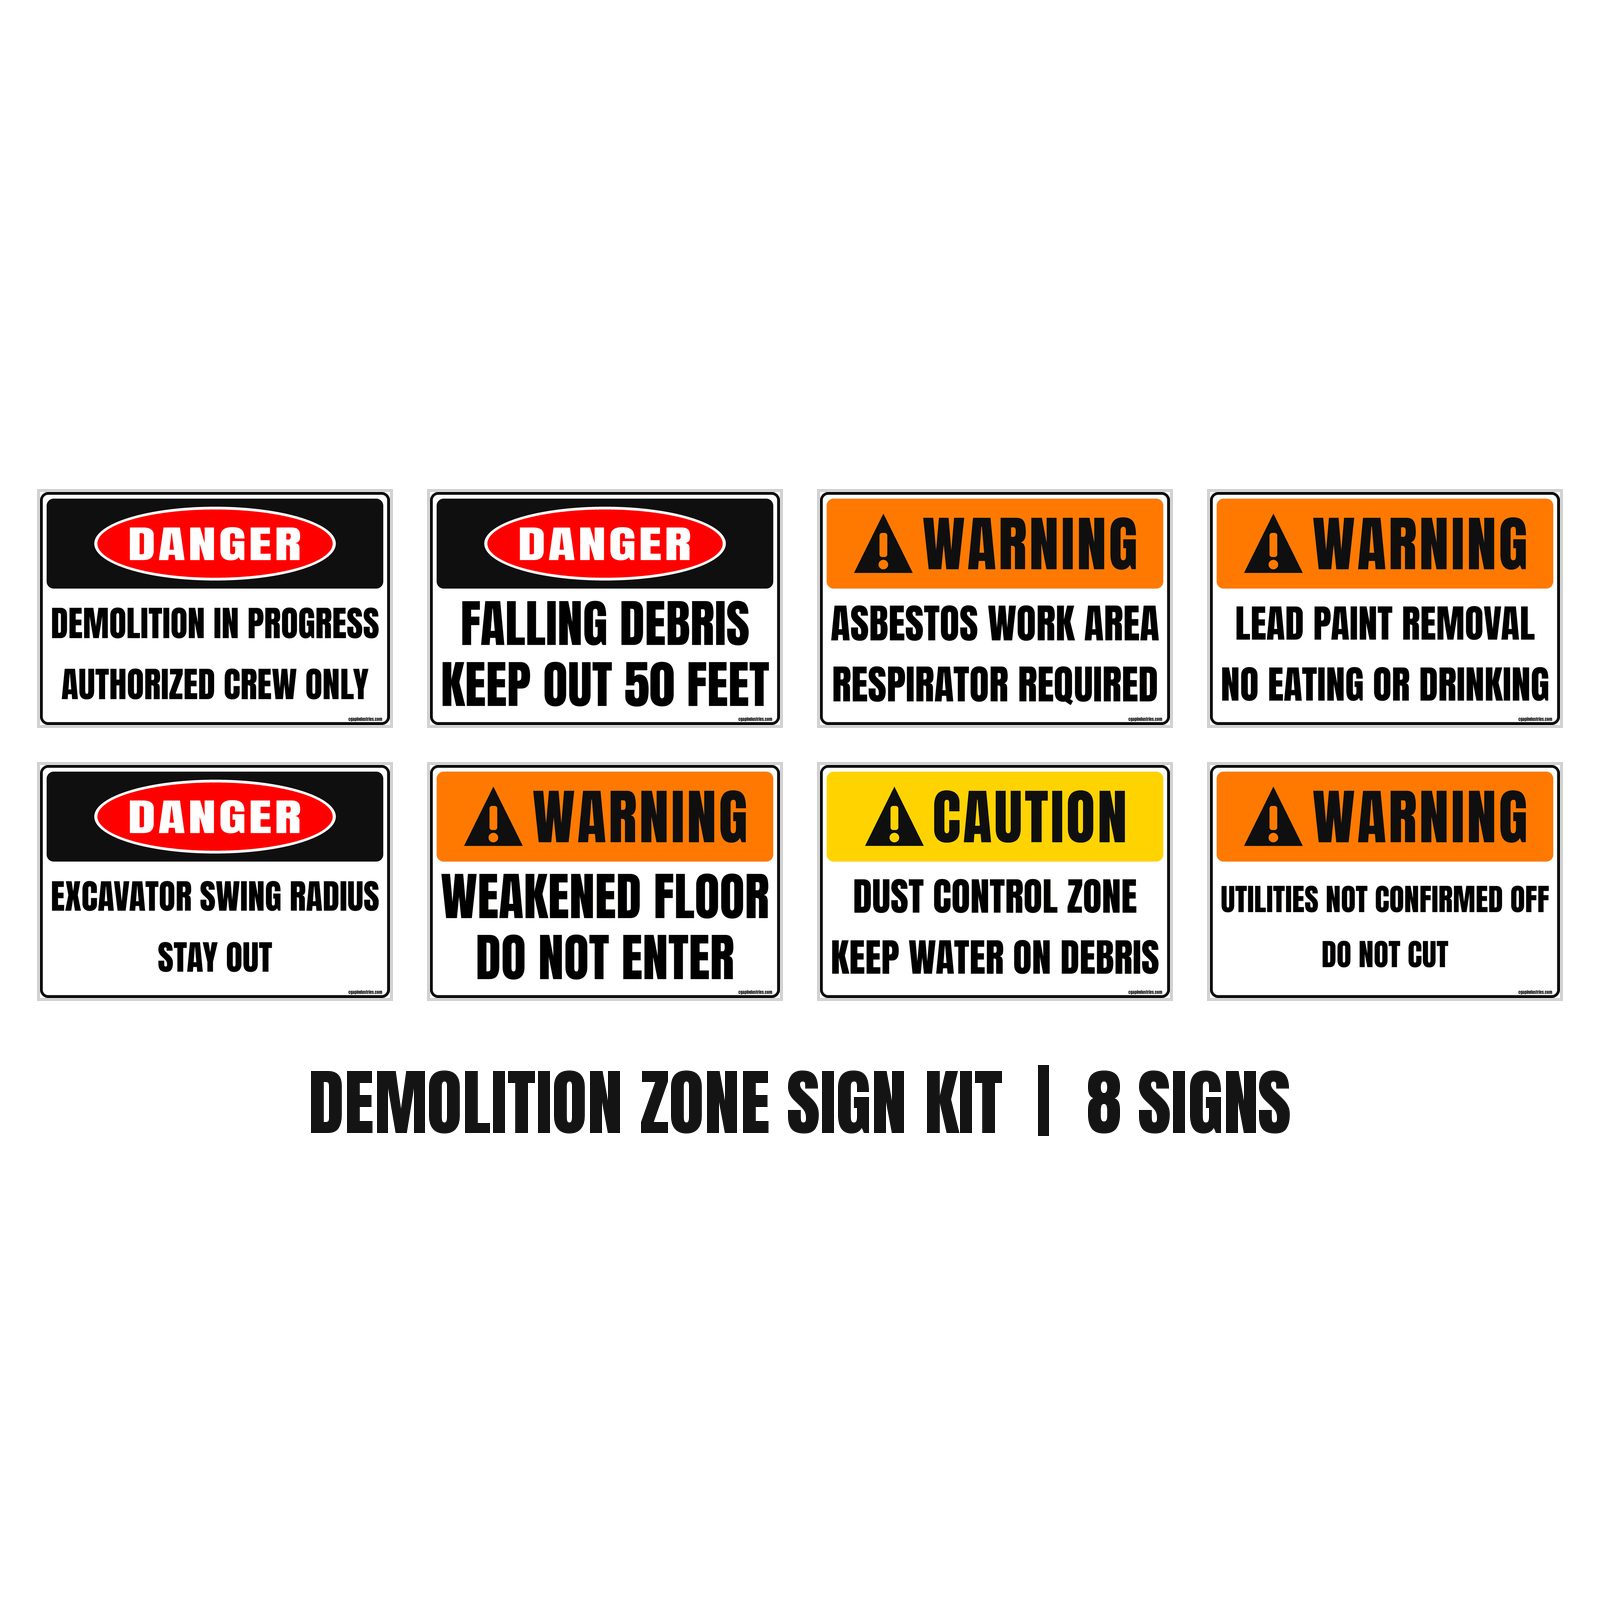 DANGER
DEMOLITION IN PROGRESS
AUTHORIZED CREW ONLY
DANGER
FALLING DEBRIS
KEEP OUT 50 FEET
WARNING
ASBESTOS WORK AREA
RESPIRATOR REQUIRED
WARNING
LEAD PAINT REMOVAL
NO EATING OR DRINKING
DANGER
EXCAVATOR SWING RADIUS
STAY OUT
WARNING
WEAKENED FLOOR
DO NOT ENTER
CAUTION
DUST CONTROL ZONE
KEEP WATER ON DEBRIS
WARNING
UTILITIES NOT CONFIRMED OFF
DO NOT CUT
DEMOLITION ZONE SIGN KIT | 8 SIGNS